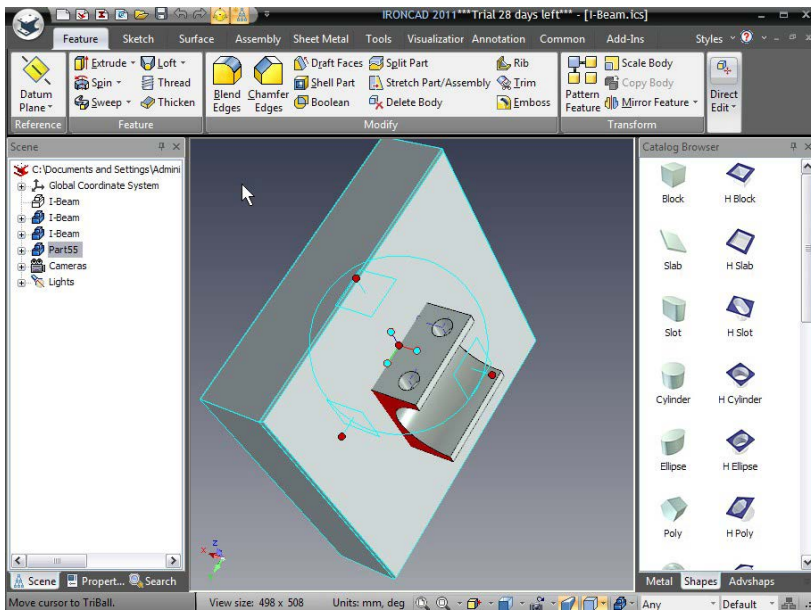 IRONCAD 2011***Trial 28 days left*** - [I-Beam.ics]
Feature Sketch Surface Assembly Sheet Metal Tools Visualization Annotation Common Add-Ins Styles
Extrude Loft Draft Faces Split Part Rib Scale Body
Spin Thread Shell Part Stretch Part/Assembly Trim Copy Body
Sweep Thicken Boolean Delete Body Emboss Mirror Feature
Datum Plane Blend Edges Chamfer Edges Pattern Feature Direct Edit
Reference Feature Modify Transform
Scene
C:\Documents and Settings\Admini
Global Coordinate System
I-Beam
I-Beam
I-Beam
Part55
Cameras
Lights
Scene Propert... Search
z
x
Y
Catalog Browser
Block H Block
Slab H Slab
Slot H Slot
Cylinder H Cylinder
Ellipse H Ellipse
Poly H Poly
Metal Shapes Advshaps
Move cursor to TriBall. View size: 498 x 508 Units: mm, deg Any Default